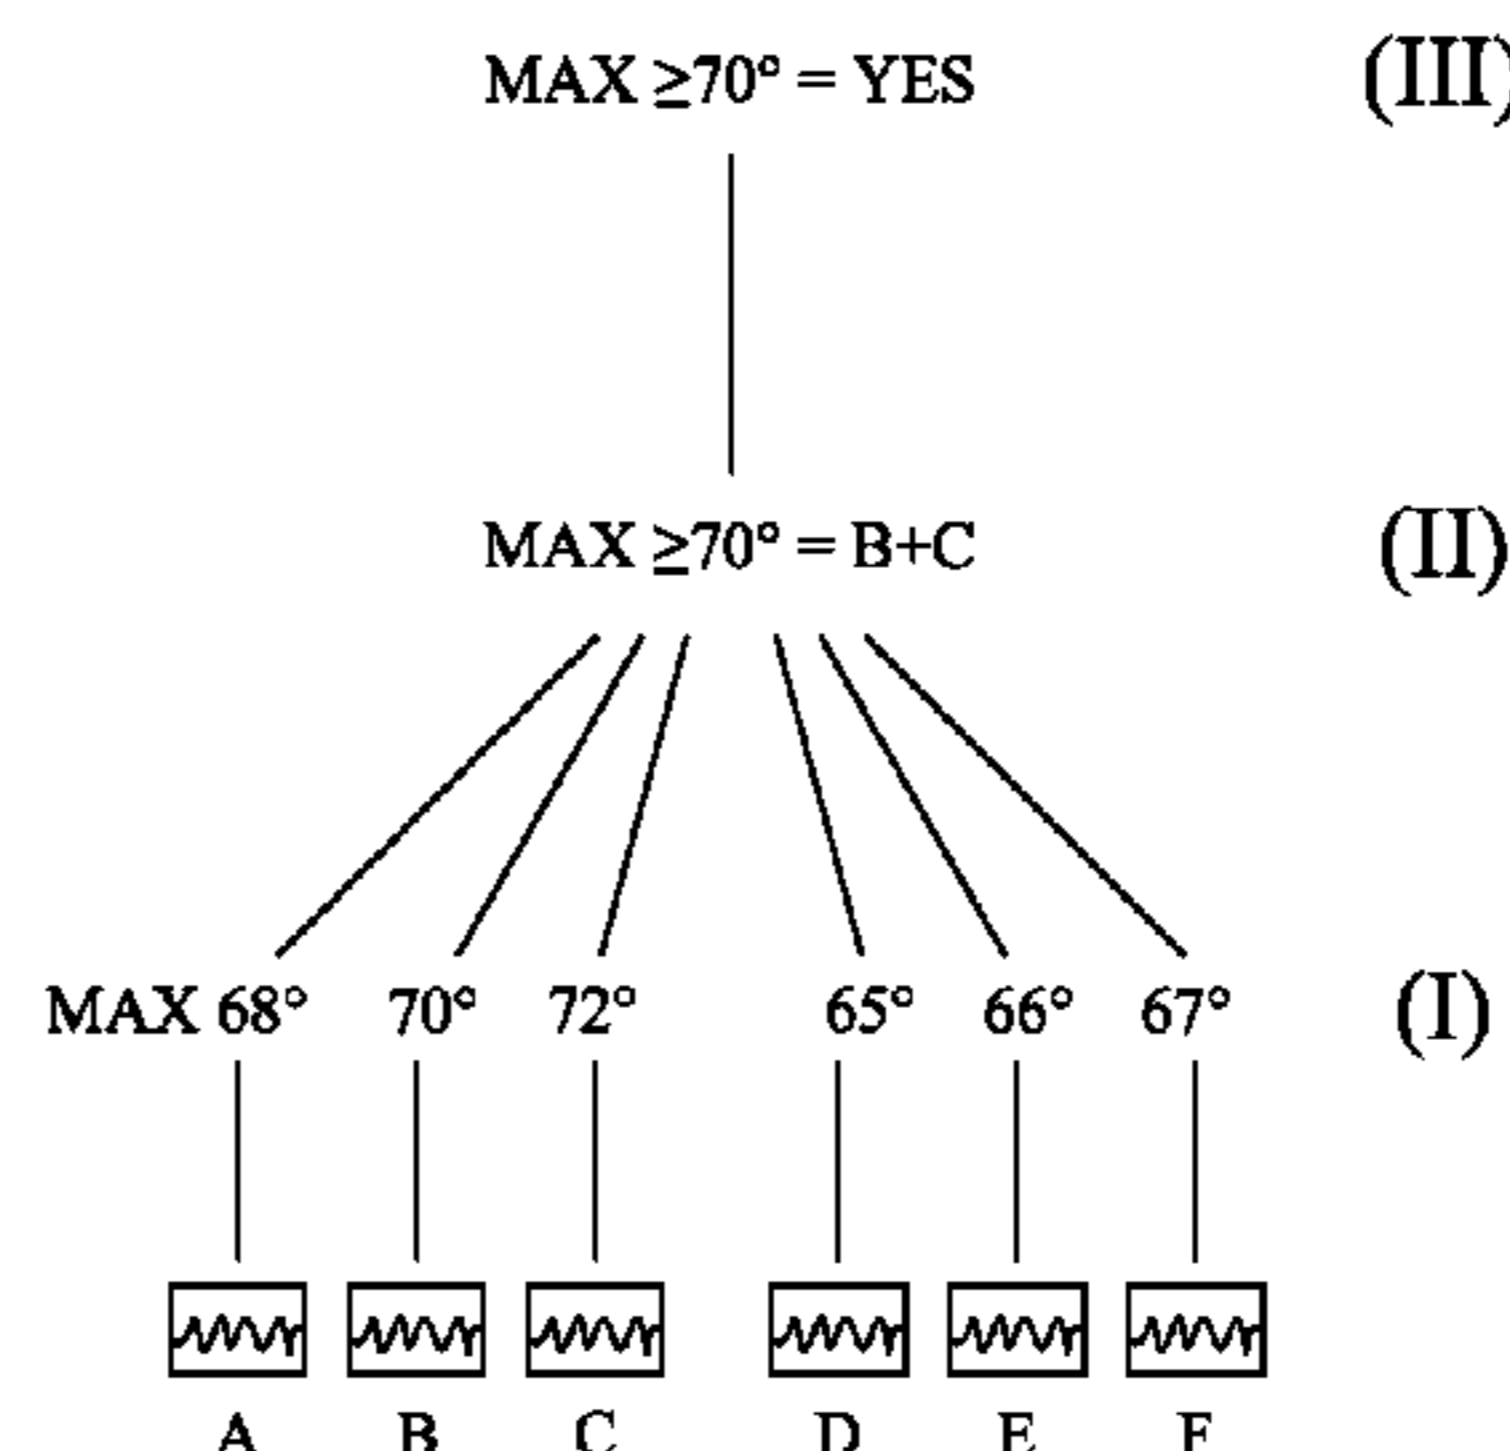 MAX ≥70° = YES (III)
MAX ≥70° = B+C (II)
MAX 68° 70° 72° 65° 66° 67° (I)
A B C D E F